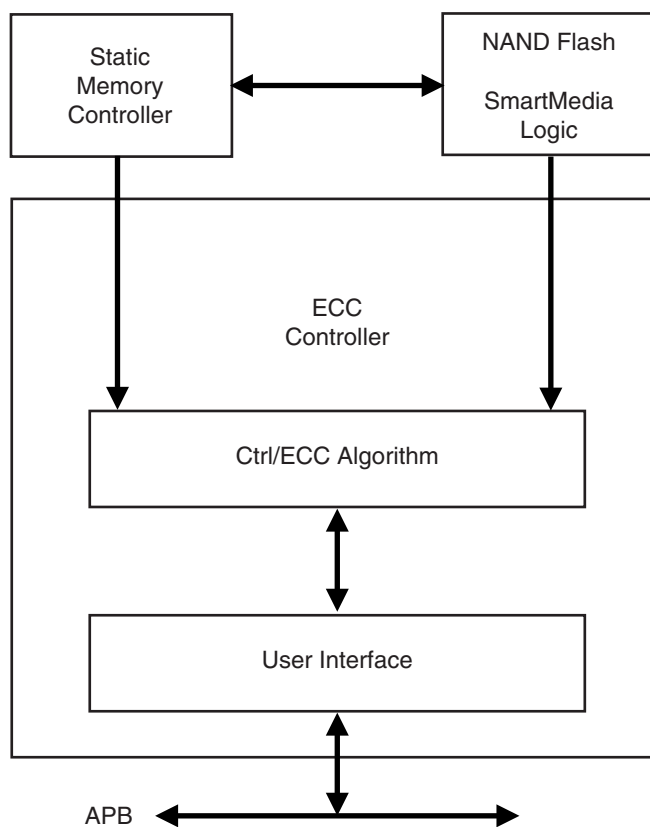 Static
Memory
Controller
NAND Flash
SmartMedia
Logic
ECC
Controller
Ctrl/ECC Algorithm
User Interface
APB